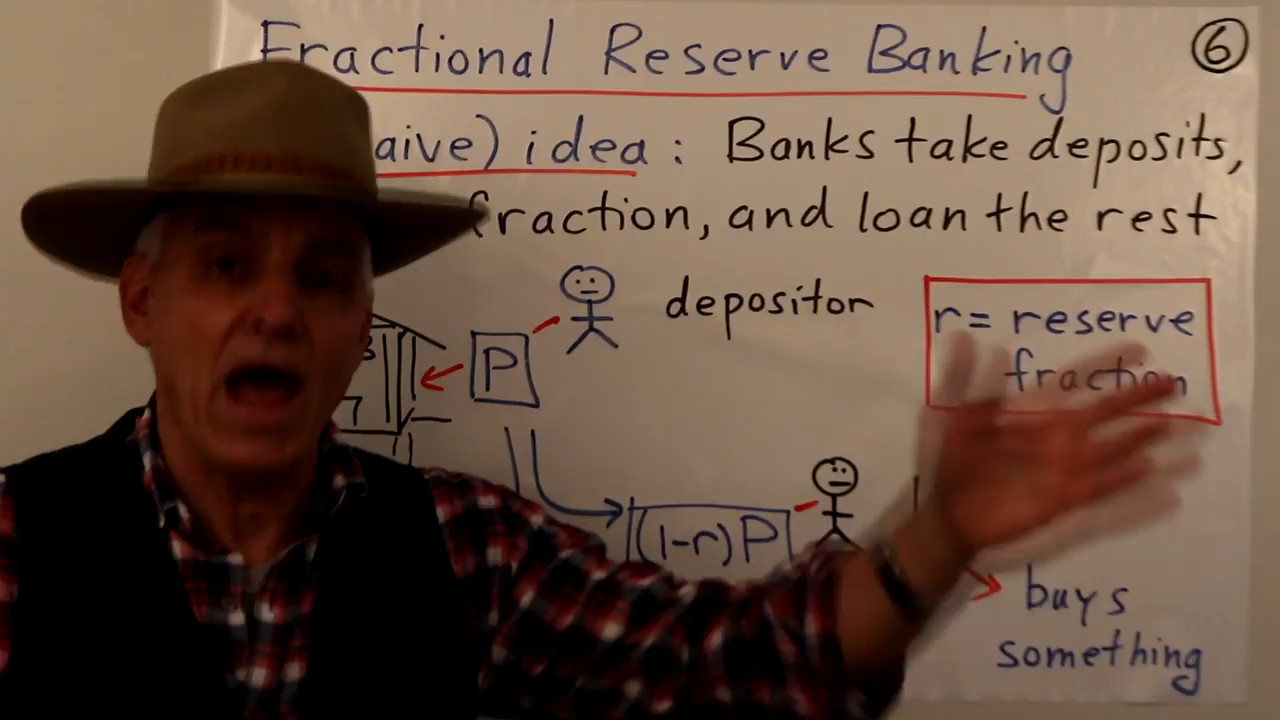 Fractional Reserve Banking
6
aive) idea : Banks take deposits,
fraction, and loan the rest
depositor
r = reserve
fraction
P
(1-r)P
buys
something